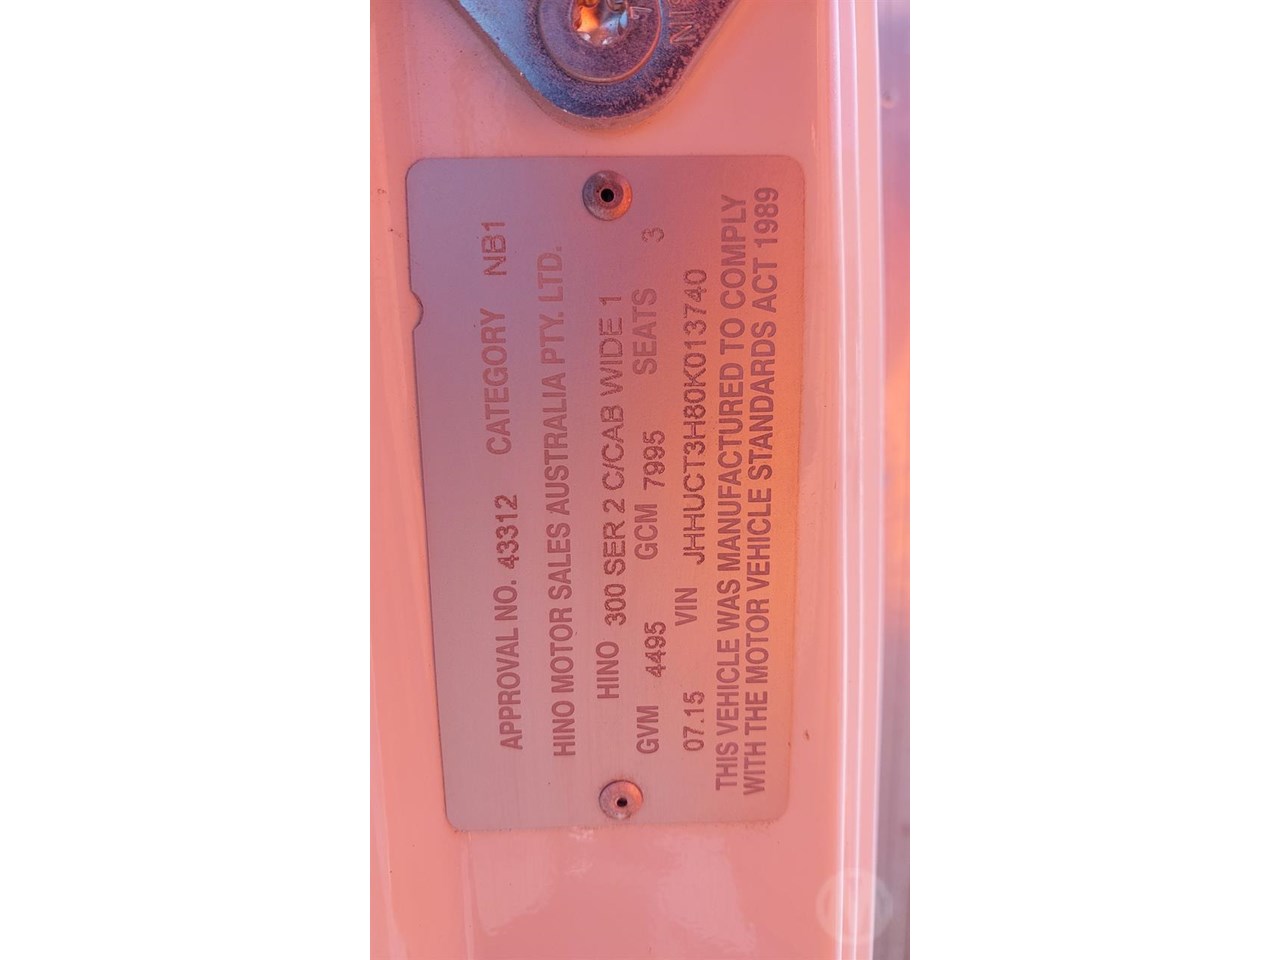 APPROVAL NO. 43312 CATEGORY NB1
HINO MOTOR SALES AUSTRALIA PTY. LTD.
HINO 300 SER 2 C/CAB WIDE 1
GVM 4495 GCM 7995 SEATS 3
07.15 VIN JHHUCT3H80K013740
THIS VEHICLE WAS MANUFACTURED TO COMPLY
WITH THE MOTOR VEHICLE STANDARDS ACT 1989